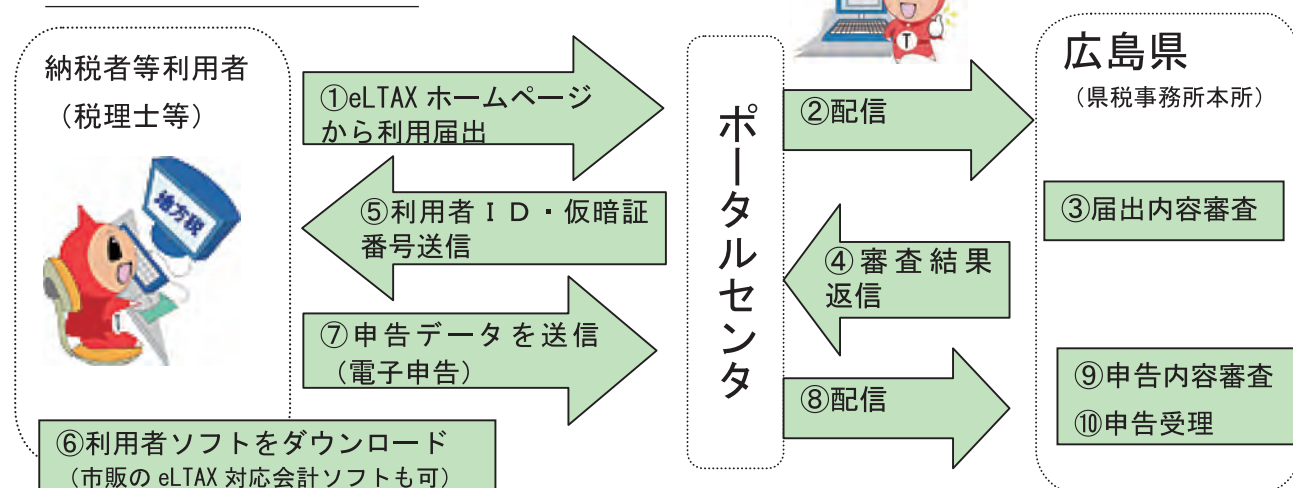 納税者等利用者
（税理士等）
地方税
①eLTAX ホームページ
から利用届出
⑤利用者ＩＤ・仮暗証
番号送信
⑦申告データを送信
（電子申告）
⑥利用者ソフトをダウンロード
（市販の eLTAX 対応会計ソフトも可）
T
T
ポータルセンタ
②配信
④審査結果
返信
⑧配信
広島県
（県税事務所本所）
③届出内容審査
⑨申告内容審査
⑩申告受理